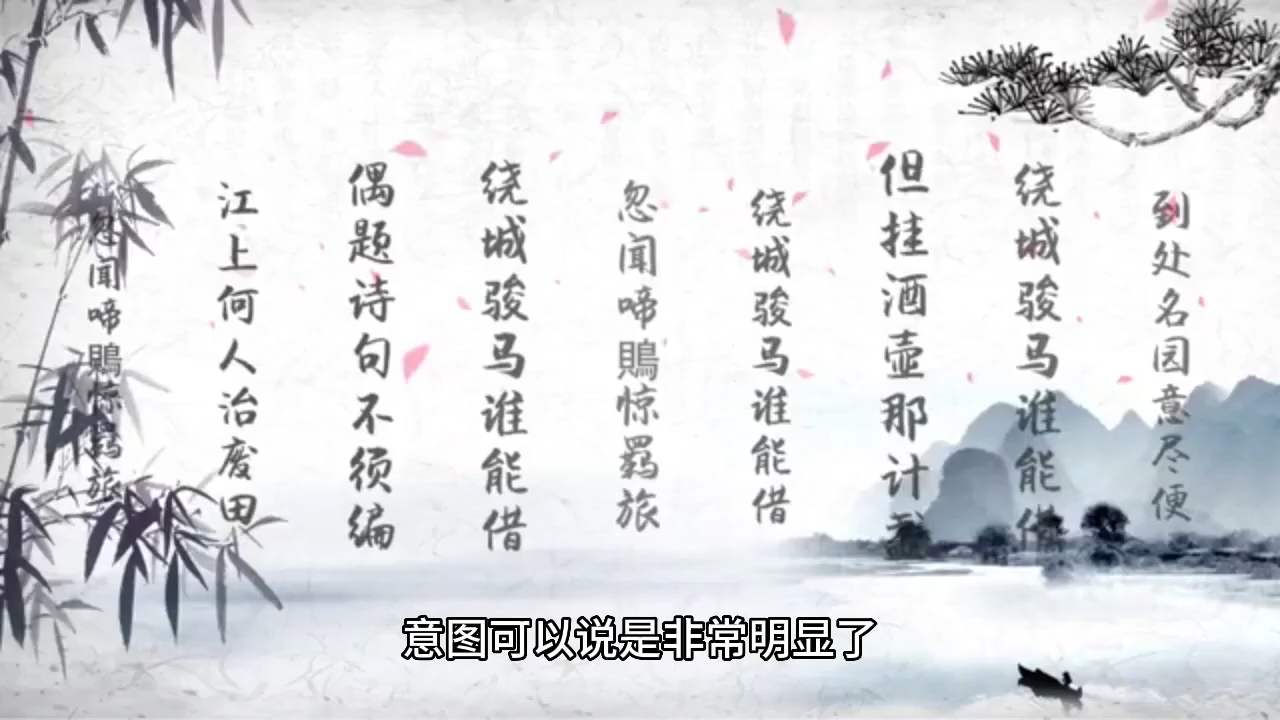 到处名园意尽便
绕城骏马谁能借
但挂酒壶那计
绕城骏马谁能借
忽闻啼鵙惊羁旅
绕城骏马谁能借
偶题诗句不须编
江上何人治废田
忽闻啼鵙惊羁旅
意图可以说是非常明显了